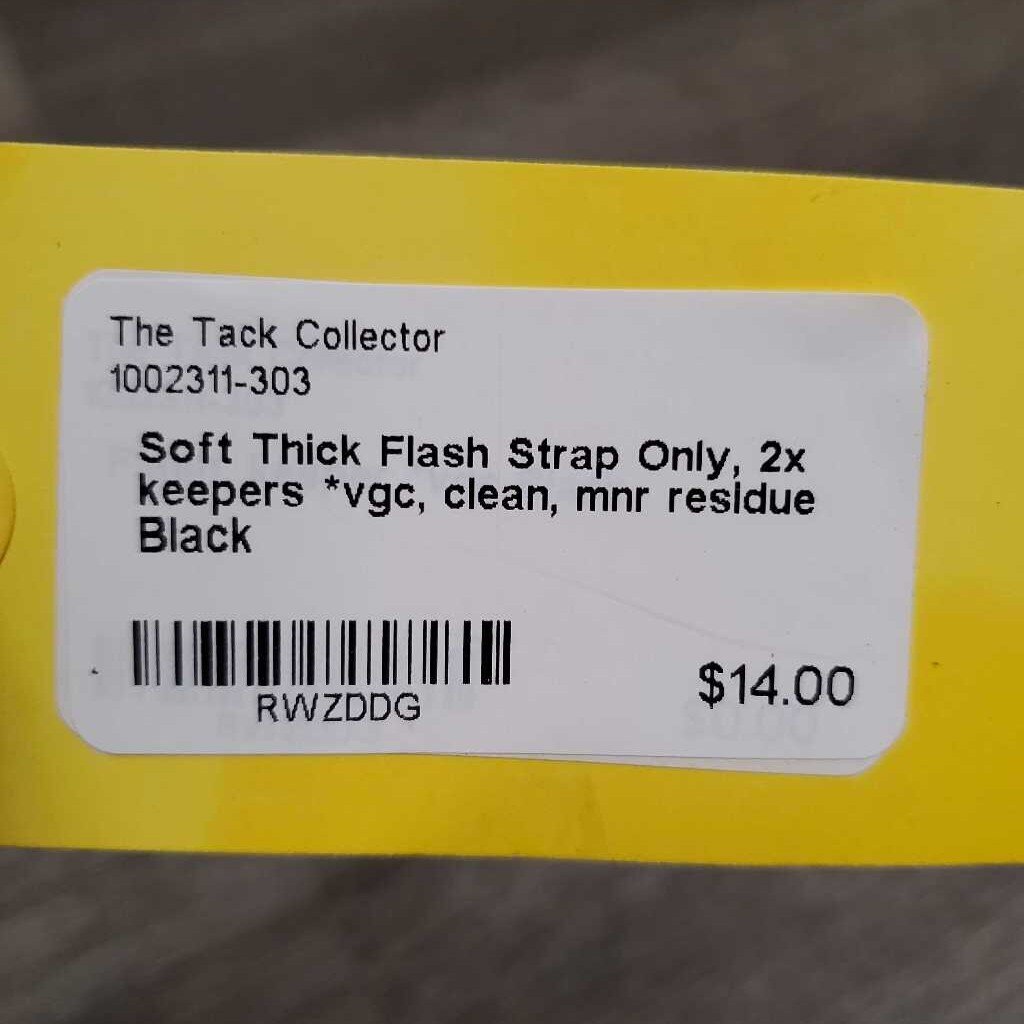 The Tack Collector
1002311-303
Soft Thick Flash Strap Only, 2x
keepers *vgc, clean, mnr residue
Black
RWZDDG
$14.00